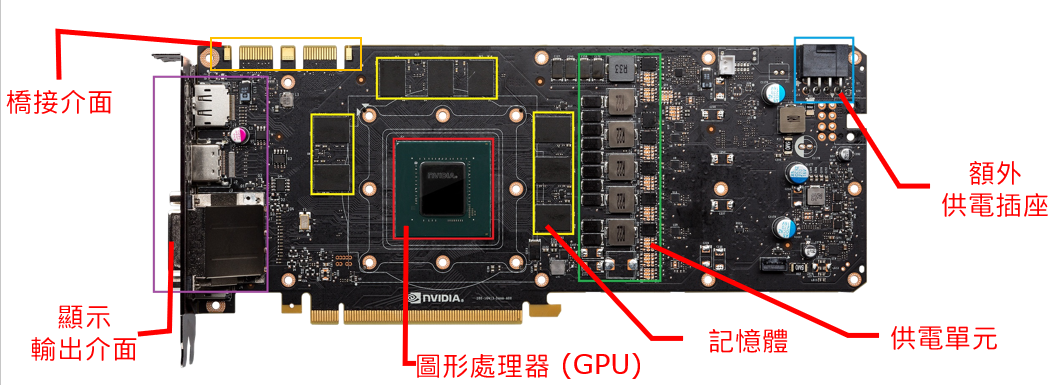 橋接介面
額外
供電插座
R33
NVIDIA.
顯示
輸出介面
NVIDIA.
記憶體
供電單元
圖形處理器 (GPU)